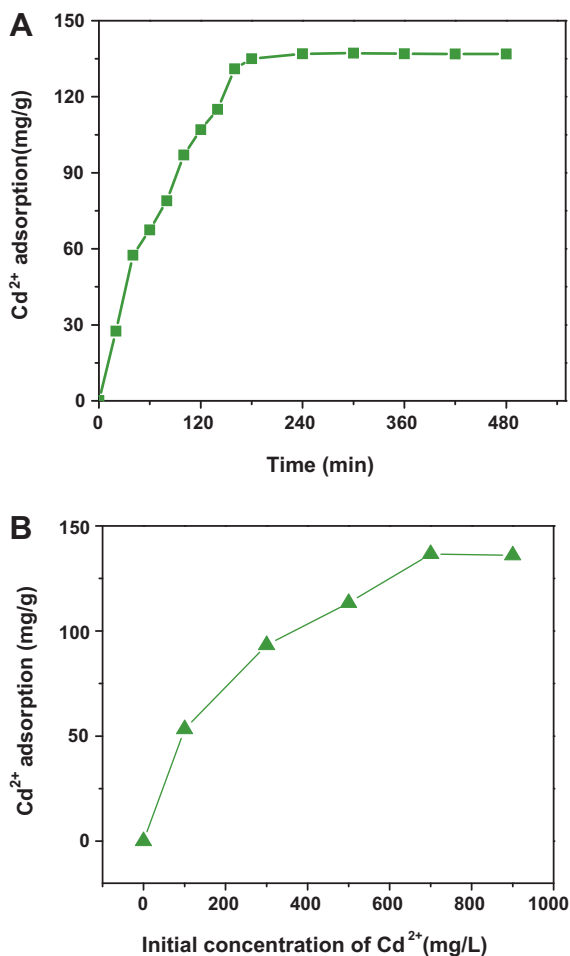 A
150
120
90
60
30
0
Cd²⁺ adsorption(mg/g)
0 120 240 360 480
Time (min)
B
150
100
50
0
Cd²⁺ adsorption (mg/g)
0 200 400 600 800 1000
Initial concentration of Cd²⁺(mg/L)